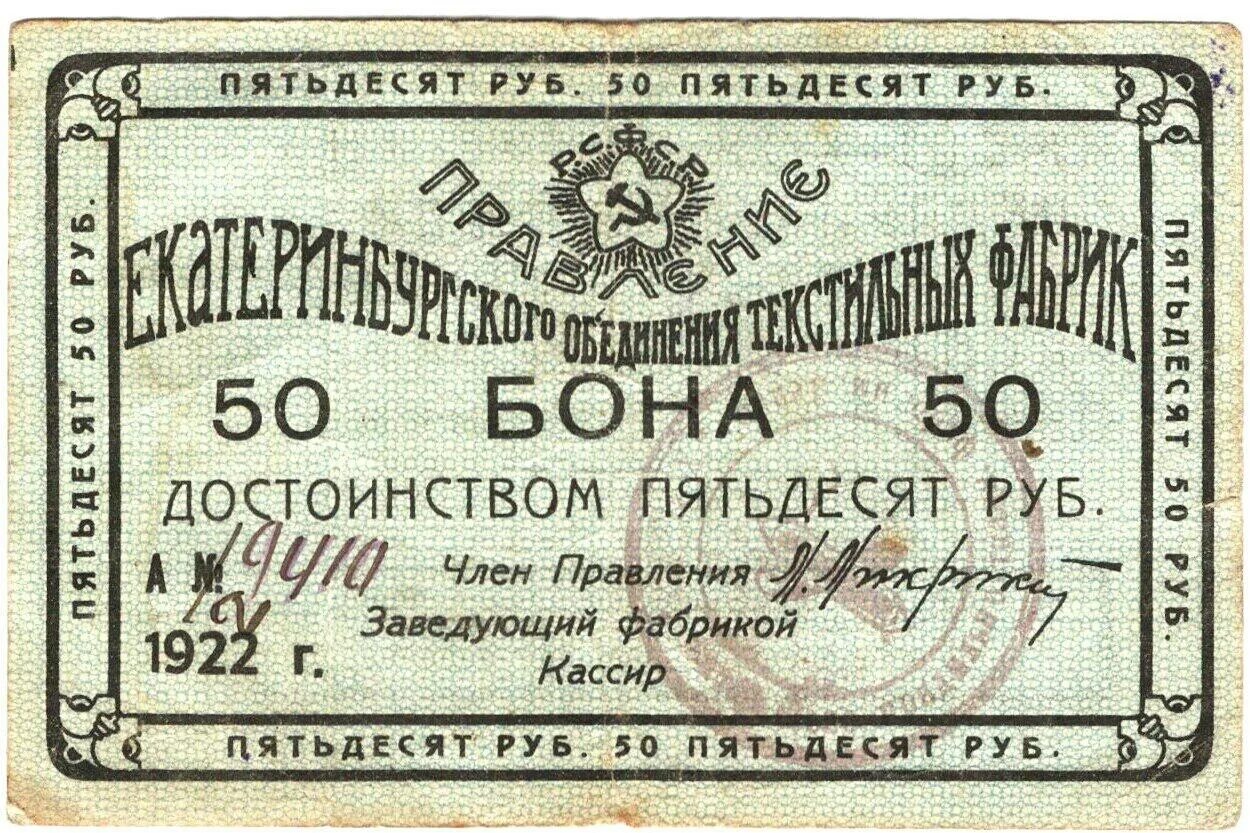 ПЯТЬДЕСЯТ РУБ. 50 ПЯТЬДЕСЯТ РУБ.
Р.С.Ф.С.Р.
ПРАВЛЕНИЕ
ЕКАТЕРИНБУРГСКОГО ОБЪЕДИНЕНИЯ ТЕКСТИЛЬНЫХ ФАБРИК
50 БОНА 50
ДОСТОИНСТВОМ ПЯТЬДЕСЯТ РУБ.
А №
Член Правления
Заведующий фабрикой
1922 г.
Кассир
ПЯТЬДЕСЯТ 50 РУБ.
ПЯТЬДЕСЯТ 50 РУБ.
ПЯТЬДЕСЯТ РУБ. 50 ПЯТЬДЕСЯТ РУБ.